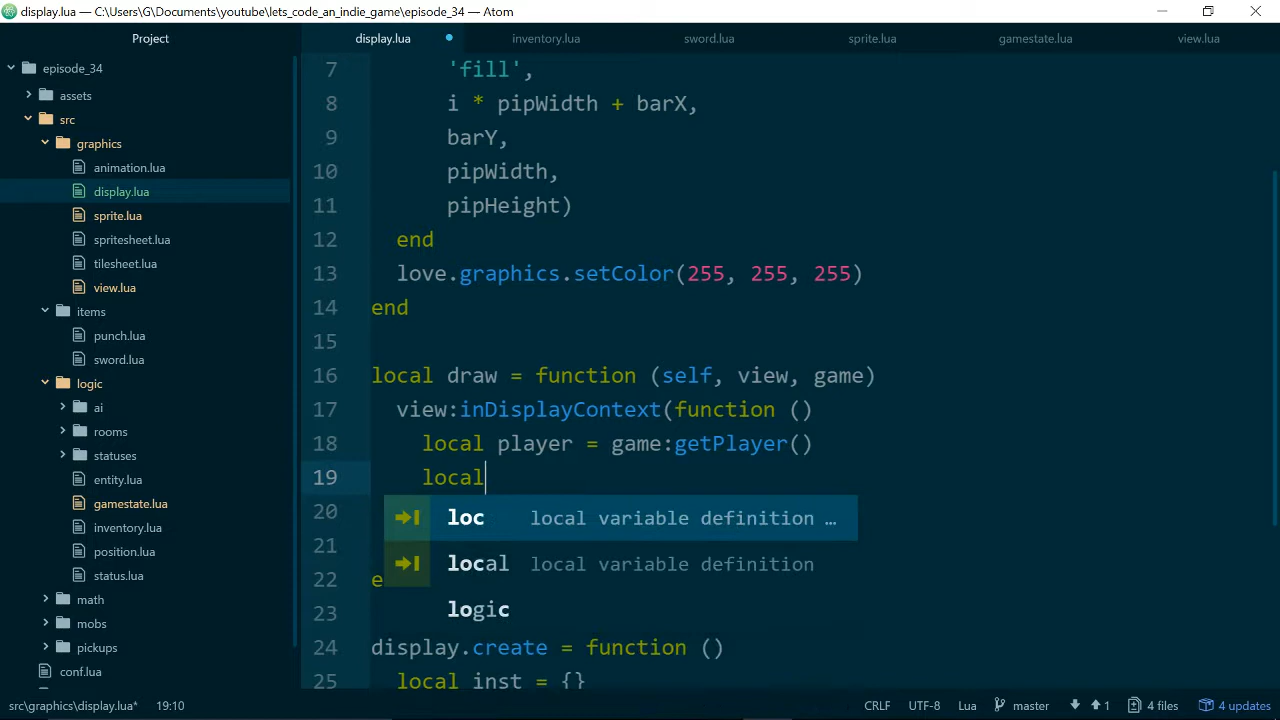 display.lua — C:\Users\G\Documents\youtube\lets_code_an_indie_game\episode_34 — Atom
Project
display.lua
inventory.lua
sword.lua
sprite.lua
gamestate.lua
view.lua
episode_34
assets
src
graphics
animation.lua
display.lua
sprite.lua
spritesheet.lua
tilesheet.lua
view.lua
items
punch.lua
sword.lua
logic
ai
rooms
statuses
entity.lua
gamestate.lua
inventory.lua
position.lua
status.lua
math
mobs
pickups
conf.lua
7 'fill',
8 i * pipWidth + barX,
9 barY,
10 pipWidth,
11 pipHeight)
12 end
13 love.graphics.setColor(255, 255, 255)
14 end
15
16 local draw = function (self, view, game)
17 view:inDisplayContext(function ()
18 local player = game:getPlayer()
19 local
20
21
22 e
23
24 display.create = function ()
25 local inst = {}
loc local variable definition …
local local variable definition
logic
src\graphics\display.lua* 19:10 CRLF UTF-8 Lua master 1 4 files 4 updates